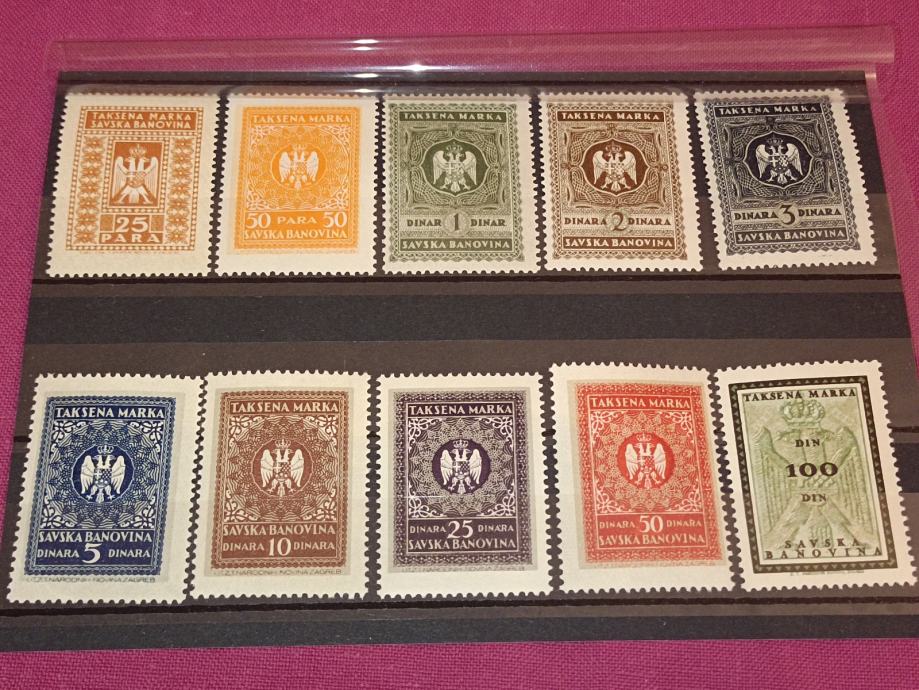 TAKSENA MARKA
SAVSKA BANOVINA
25
PARA
TAKSENA MARKA
50 PARA 50
SAVSKA BANOVINA
TAKSENA MARKA
DINAR 1 DINAR
SAVSKA BANOVINA
TAKSENA MARKA
DINARA 2 DINARA
SAVSKA BANOVINA
TAKSENA MARKA
DINARA 3 DINARA
SAVSKA BANOVINA
TAKSENA MARKA
SAVSKA BANOVINA
DINARA 5 DINARA
TAKSENA MARKA
SAVSKA BANOVINA
DINARA 10 DINARA
TAKSENA MARKA
DINARA 25 DINARA
SAVSKA BANOVINA
TAKSENA MARKA
DINARA 50 DINARA
SAVSKA BANOVINA
TAKSENA MARKA
DIN
100
DIN
SAVSKA
BANOVINA